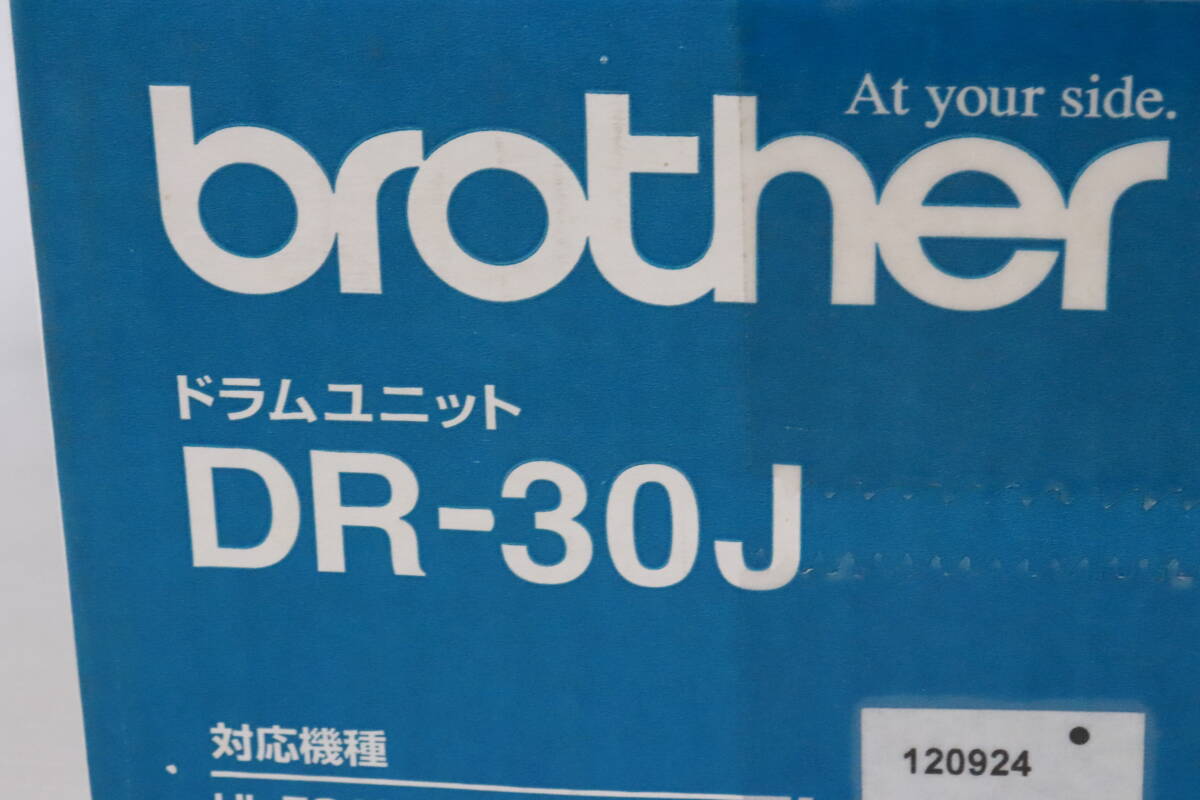 At your side.
brother
ドラムユニット
DR-30J
対応機種
120924